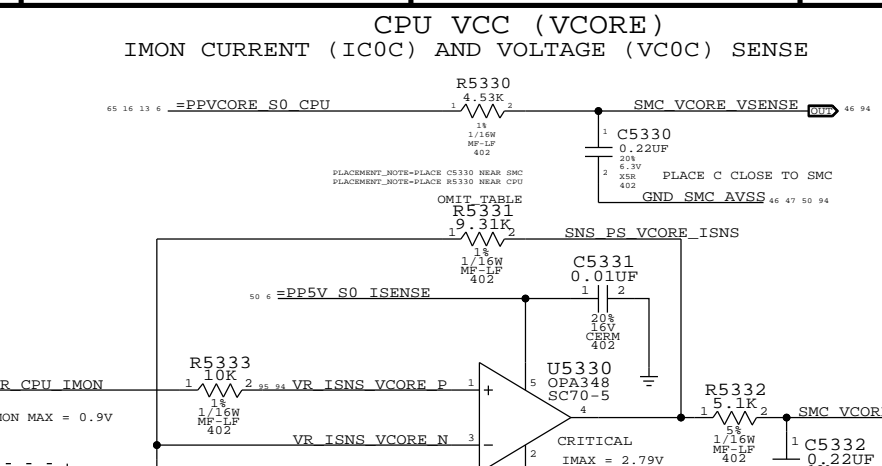 CPU VCC (VCORE)
IMON CURRENT (IC0C) AND VOLTAGE (VC0C) SENSE
R5330
4.53K
65 16 13 6 =PPVCORE_S0_CPU 1 2 SMC_VCORE_VSENSE OUT 46 94
1%
1/16W
MF-LF
402
1 C5330
0.22UF
20%
6.3V
2 X5R
402
PLACE C CLOSE TO SMC
PLACEMENT_NOTE=PLACE C5330 NEAR SMC
PLACEMENT_NOTE=PLACE R5330 NEAR CPU
GND_SMC_AVSS 46 47 50 94
OMIT_TABLE
R5331
9.31K
1 2 SNS_PS_VCORE_ISNS
1%
1/16W
MF-LF
402
C5331
0.01UF
50 6 =PP5V_S0_ISENSE 1 2
20%
16V
CERM
402
R5333
10K
R_CPU_IMON 1 2 95 94 VR_ISNS_VCORE_P 1 +
1%
1/16W
MF-LF
402
MON MAX = 0.9V
U5330
5 OPA348
SC70-5
4
R5332
5.1K
1 2 SMC_VCORE
5%
1/16W
MF-LF
402
VR_ISNS_VCORE_N 3 −
2
CRITICAL
IMAX = 2.79V
1 C5332
0.22UF